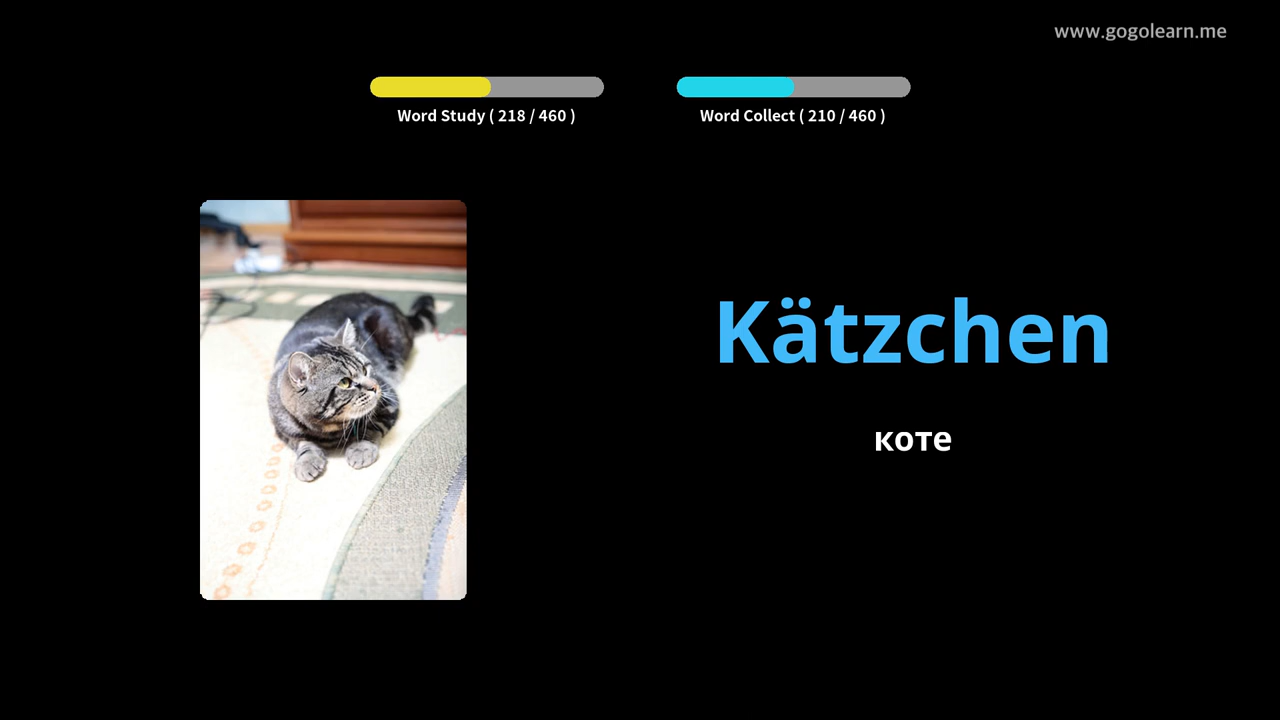 www.gogolearn.me
Word Study ( 218 / 460 )
Word Collect ( 210 / 460 )
Kätzchen
коте